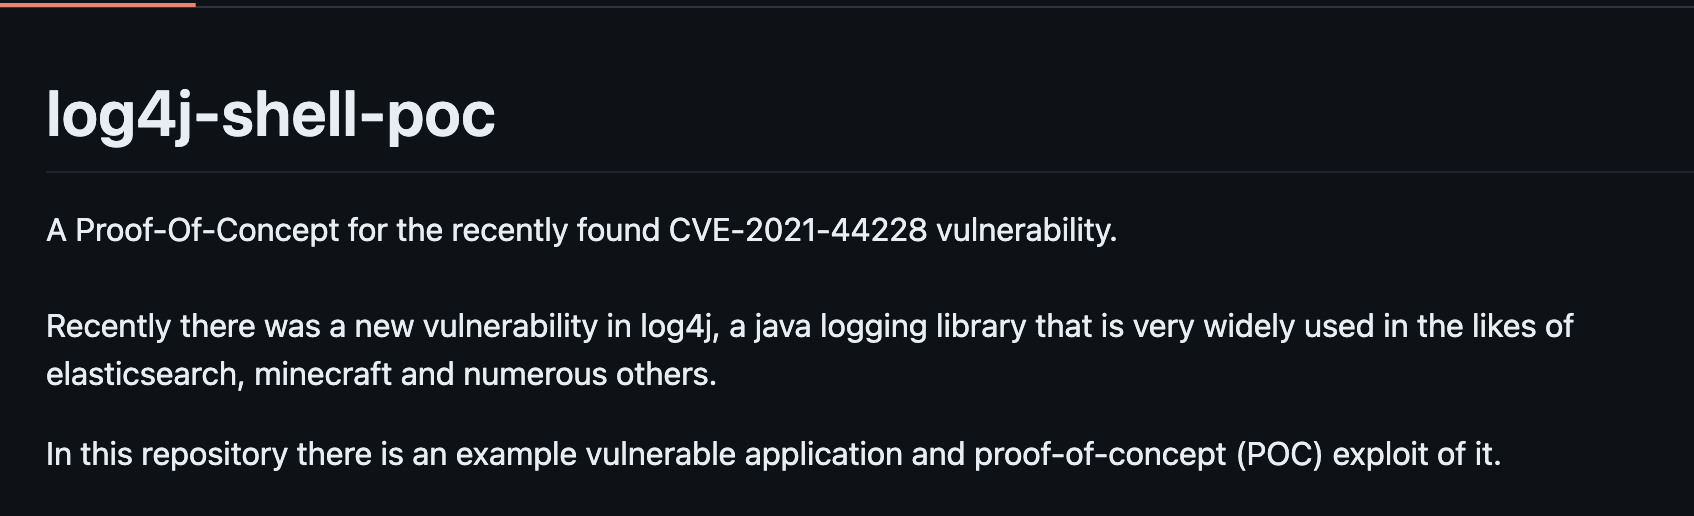 log4j-shell-poc
A Proof-Of-Concept for the recently found CVE-2021-44228 vulnerability.
Recently there was a new vulnerability in log4j, a java logging library that is very widely used in the likes of
elasticsearch, minecraft and numerous others.
In this repository there is an example vulnerable application and proof-of-concept (POC) exploit of it.